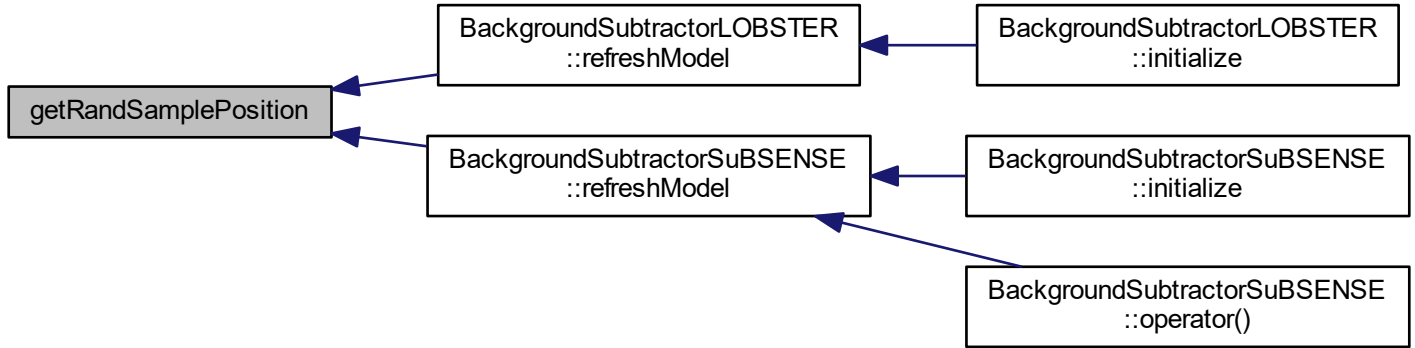 getRandSamplePosition
BackgroundSubtractorLOBSTER
::refreshModel
BackgroundSubtractorLOBSTER
::initialize
BackgroundSubtractorSuBSENSE
::refreshModel
BackgroundSubtractorSuBSENSE
::initialize
BackgroundSubtractorSuBSENSE
::operator()